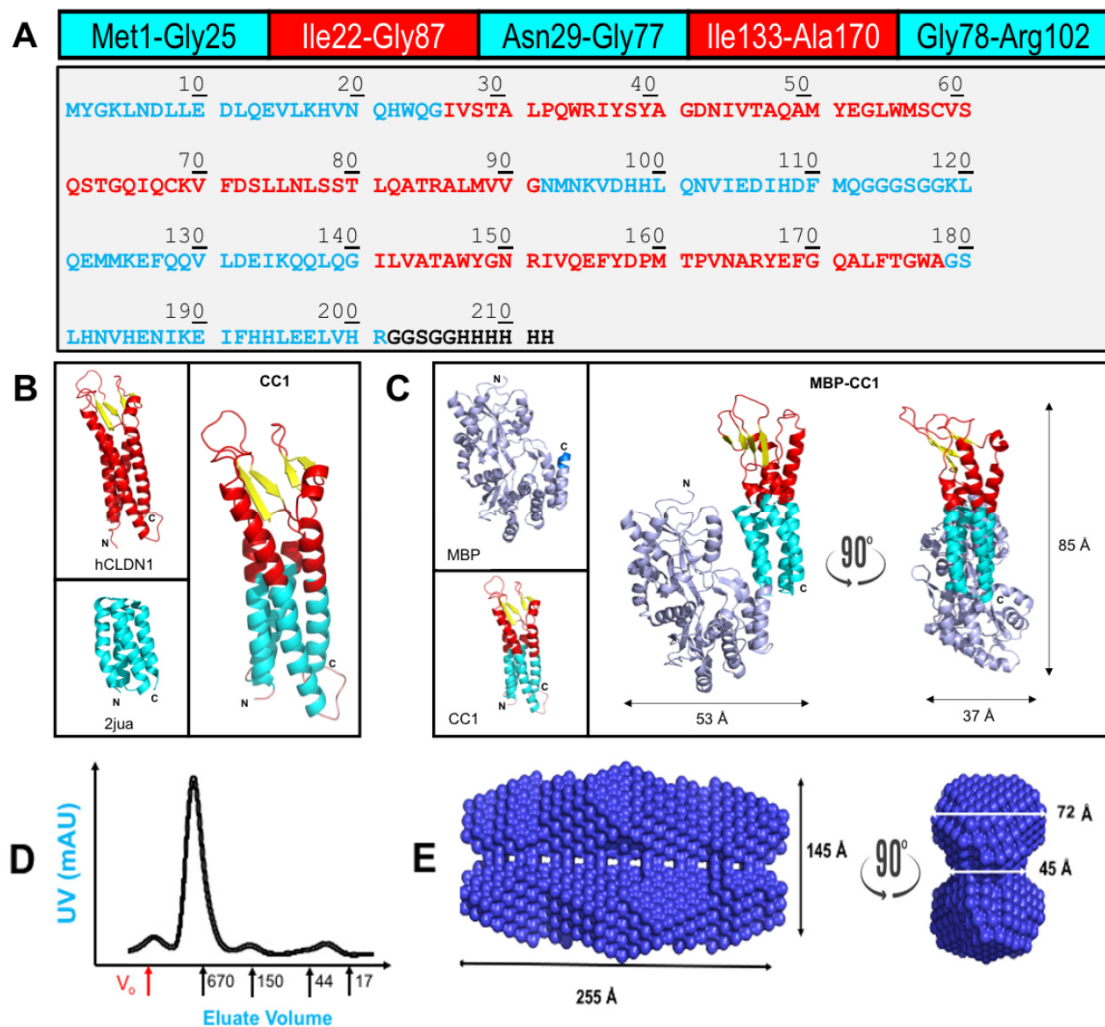 A
Met1-Gly25 Ile22-Gly87 Asn29-Gly77 Ile133-Ala170 Gly78-Arg102
10 20 30 40 50 60
MYGKLNDLLE DLQEVLKHVN QHWQGIVSTA LPQWRIYSYA GDNIVTAQAM YEGLWMSCVS
70 80 90 100 110 120
QSTGQIQCKV FDSLLNLSST LQATRALMVV GNMNKVDHHL QNVIEDIHDF MQGGGSGGKL
130 140 150 160 170 180
QEMMKEFQQV LDEIKQQLQG ILVATAWYGN RIVQEFYDPM TPVNARYEFG QALFTGWAGS
190 200 210
LHNVHENIKE IFHHLEELVH RGGSGGHHHH HH
B
CC1
N
C
hCLDN1
N
C
2jua
N
C
C
MBP-CC1
N
C
MBP
CC1
N
C
90°
C
85 Å
53 Å
37 Å
D
UV (mAU)
Vo
670
150
44
17
Eluate Volume
E
145 Å
90°
72 Å
45 Å
255 Å